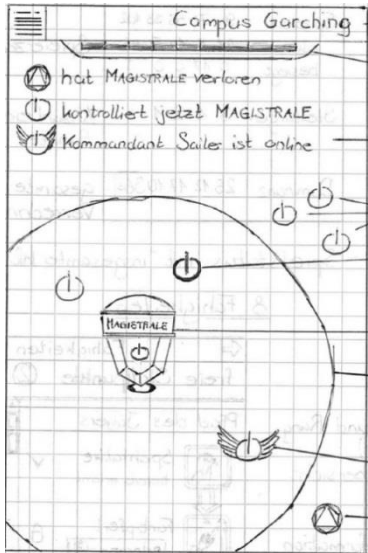 Campus Garching
hat MAGISTRALE verloren
kontrolliert jetzt MAGISTRALE
Kommandant Sailer ist online
MAGISTRALE